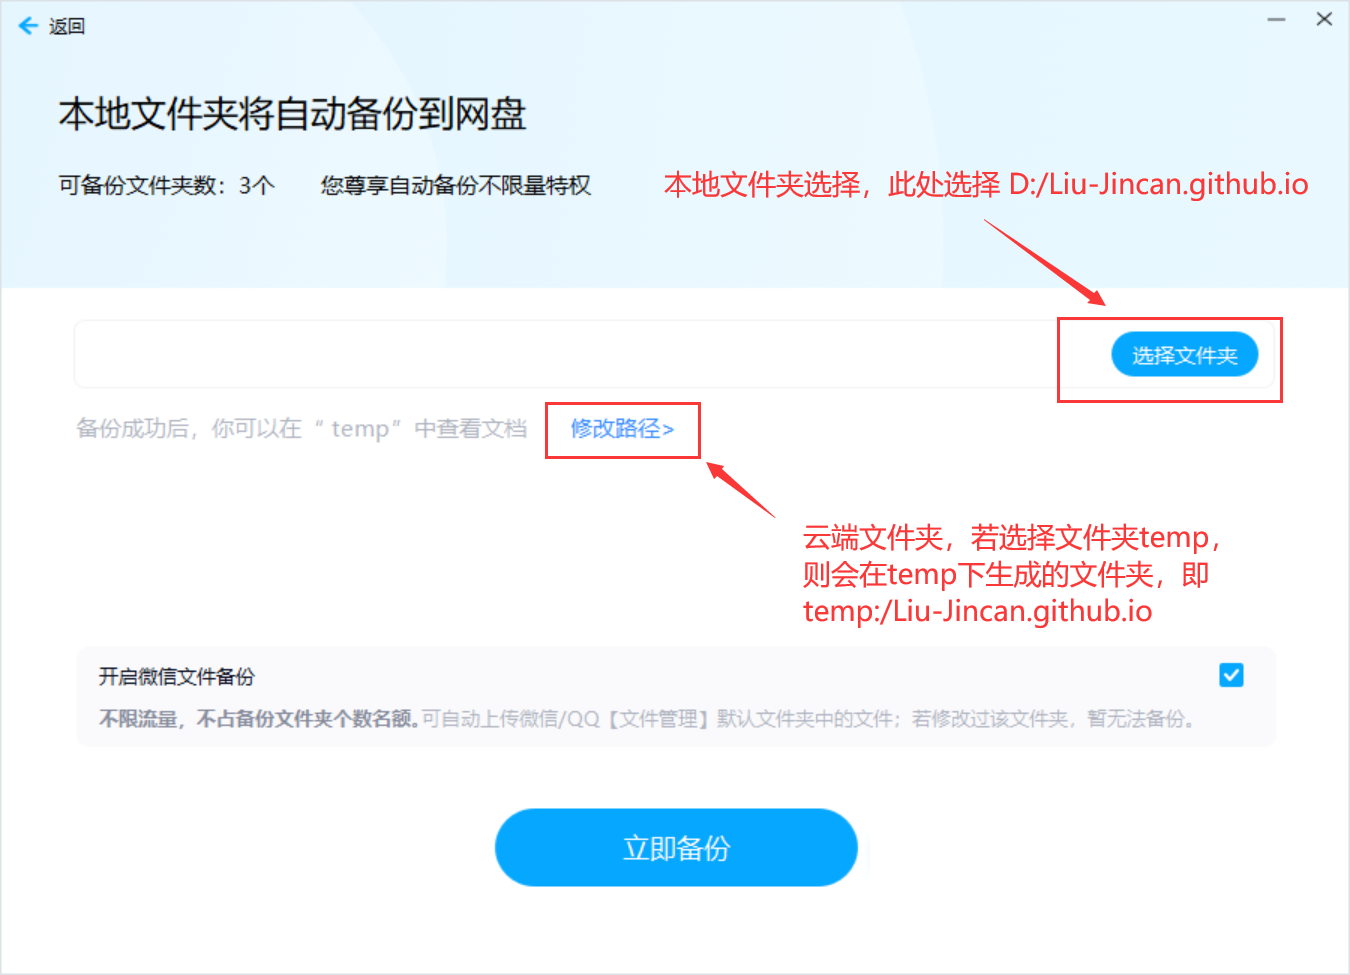 返回
本地文件夹将自动备份到网盘
可备份文件夹数：3个 您尊享自动备份不限量特权
本地文件夹选择，此处选择 D:/Liu-Jincan.github.io
选择文件夹
备份成功后，你可以在 “ temp” 中查看文档 修改路径>
云端文件夹，若选择文件夹temp，
则会在temp下生成的文件夹，即
temp:/Liu-Jincan.github.io
开启微信文件备份
不限流量，不占备份文件夹个数名额。可自动上传微信/QQ【文件管理】默认文件夹中的文件；若修改过该文件夹，暂无法备份。
立即备份